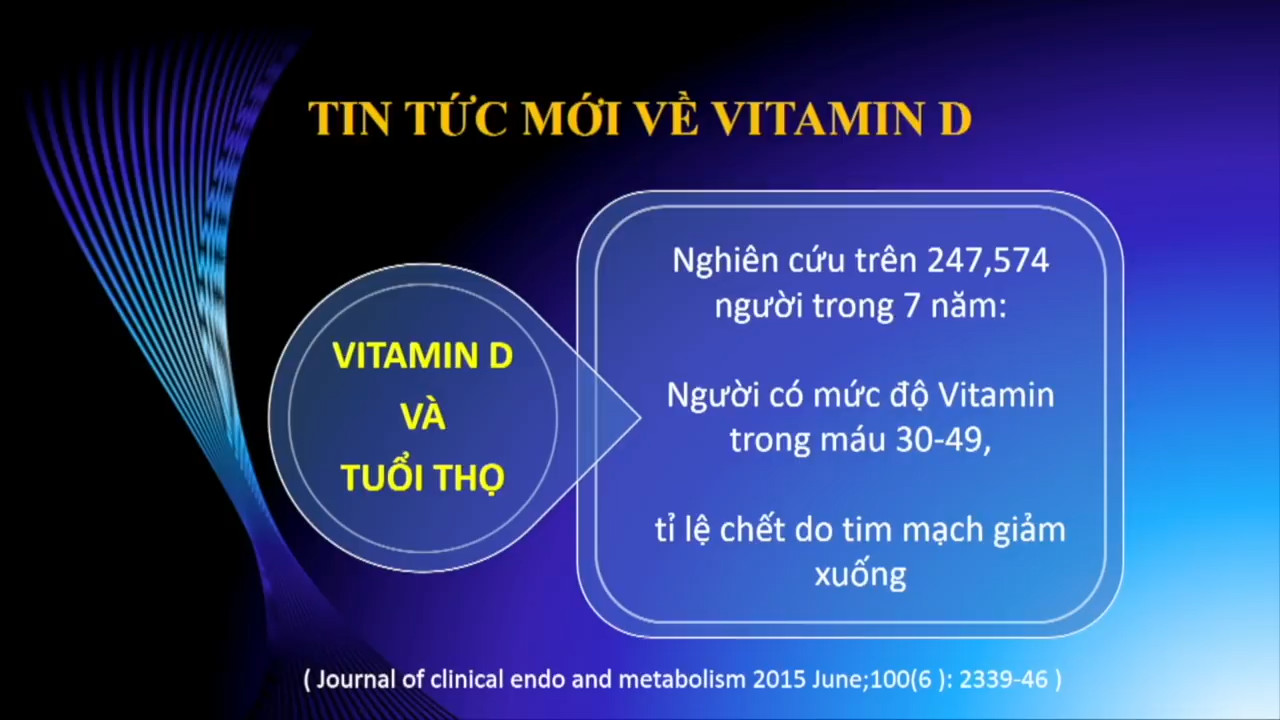 TIN TỨC MỚI VỀ VITAMIN D
VITAMIN D
VÀ
TUỔI THỌ
Nghiên cứu trên 247,574
người trong 7 năm:
Người có mức độ Vitamin
trong máu 30-49,
tỉ lệ chết do tim mạch giảm
xuống
( Journal of clinical endo and metabolism 2015 June;100(6 ): 2339-46 )